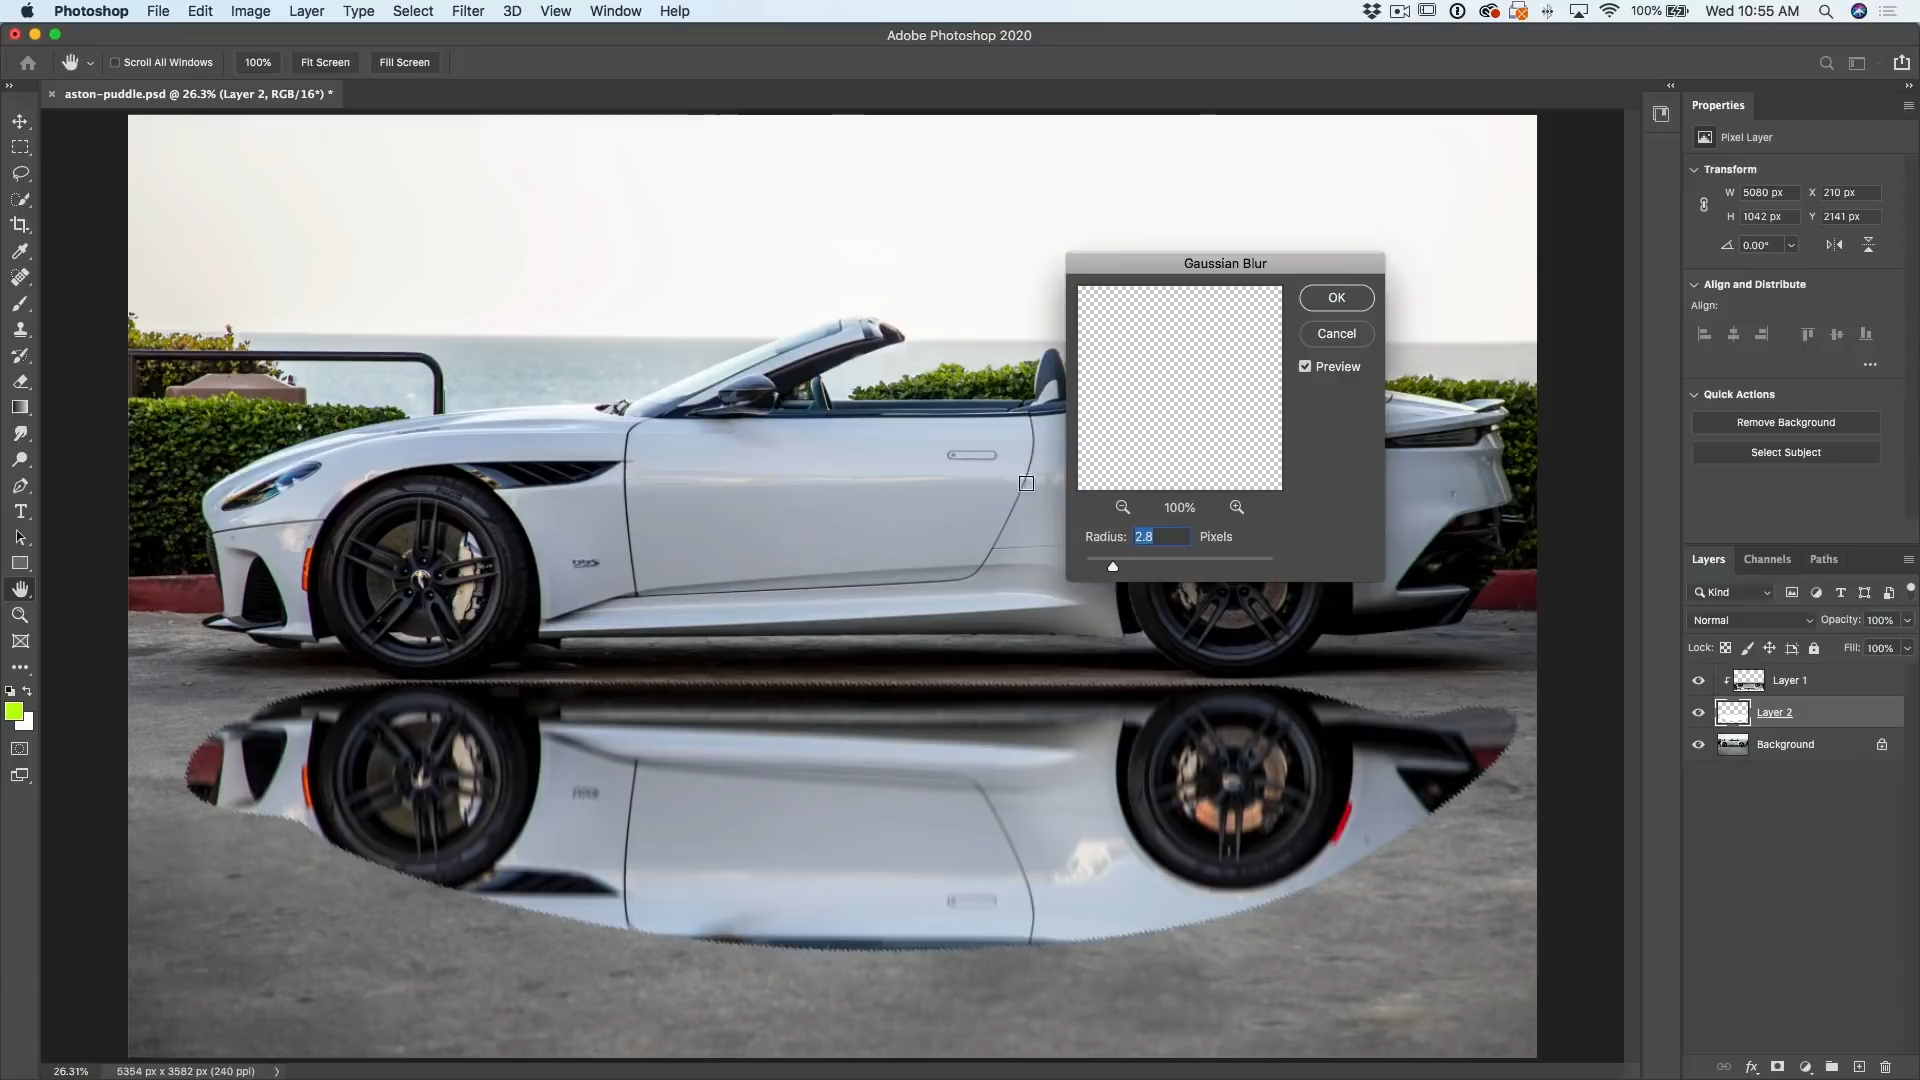 Photoshop File Edit Image Layer Type Select Filter 3D View Window Help 100% Wed 10:55 AM
Adobe Photoshop 2020
Scroll All Windows 100% Fit Screen Fill Screen
aston-puddle.psd @ 26.3% (Layer 2, RGB/16*) *
Properties
Pixel Layer
Transform
W 5080 px X 210 px
H 1042 px Y 2141 px
0.00°
Align and Distribute
Align:
Quick Actions
Remove Background
Select Subject
Gaussian Blur
OK
Cancel
Preview
100%
Radius: 2.8 Pixels
Layers Channels Paths
Kind
Normal Opacity: 100%
Lock: Fill: 100%
Layer 1
Layer 2
Background
26.31% 5354 px x 3582 px (240 ppi)